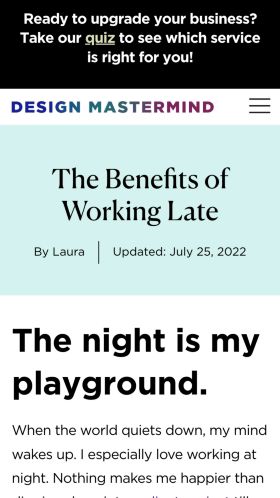 Ready to upgrade your business?
Take our quiz to see which service
is right for you!
DESIGN MASTERMIND
The Benefits of
Working Late
By Laura
Updated: July 25, 2022
The night is my
playground.
When the world quiets down, my mind
wakes up. I especially love working at
night. Nothing makes me happier than